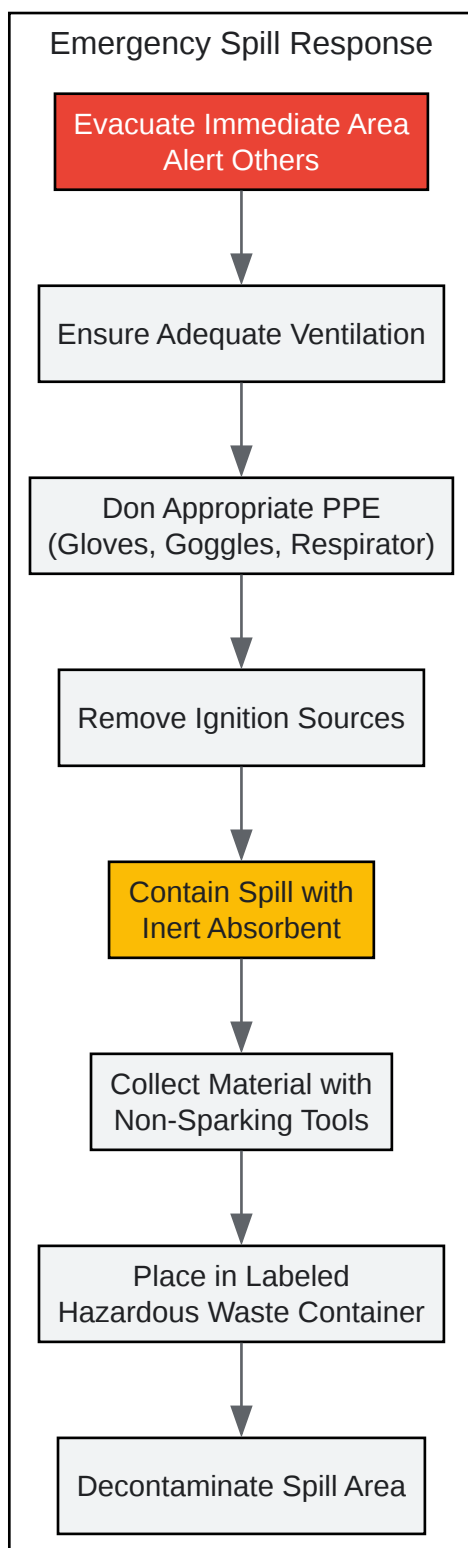 Emergency Spill Response
Evacuate Immediate Area
Alert Others
Ensure Adequate Ventilation
Don Appropriate PPE
(Gloves, Goggles, Respirator)
Remove Ignition Sources
Contain Spill with
Inert Absorbent
Collect Material with
Non-Sparking Tools
Place in Labeled
Hazardous Waste Container
Decontaminate Spill Area